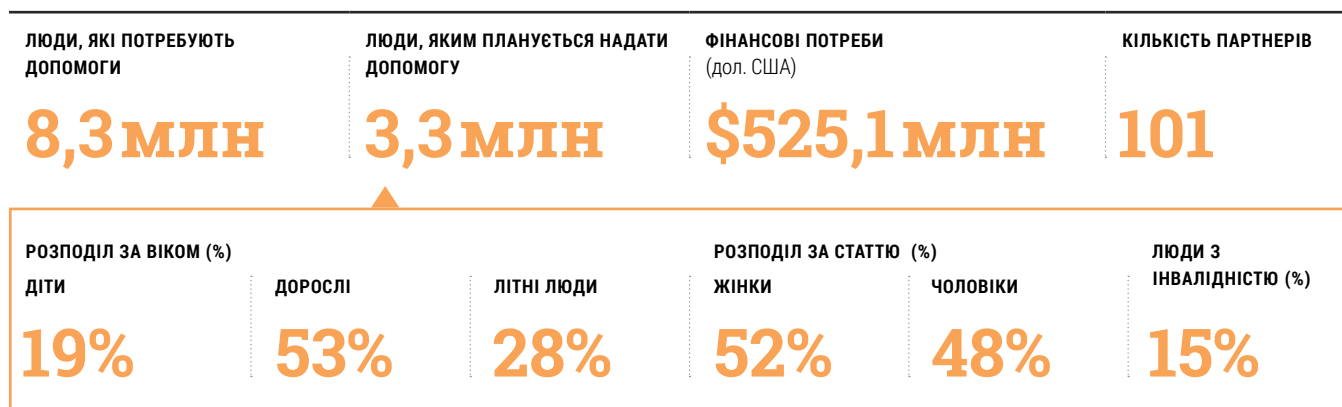 ЛЮДИ, ЯКІ ПОТРЕБУЮТЬ
ДОПОМОГИ
8,3 млн
ЛЮДИ, ЯКИМ ПЛАНУЄТЬСЯ НАДАТИ
ДОПОМОГУ
3,3 млн
ФІНАНСОВІ ПОТРЕБИ
(дол. США)
$525,1 млн
КІЛЬКІСТЬ ПАРТНЕРІВ
101
РОЗПОДІЛ ЗА ВІКОМ (%)
ДІТИ
19%
ДОРОСЛІ
53%
ЛІТНІ ЛЮДИ
28%
РОЗПОДІЛ ЗА СТАТТЮ (%)
ЖІНКИ
52%
ЧОЛОВІКИ
48%
ЛЮДИ З
ІНВАЛІДНІСТЮ (%)
15%